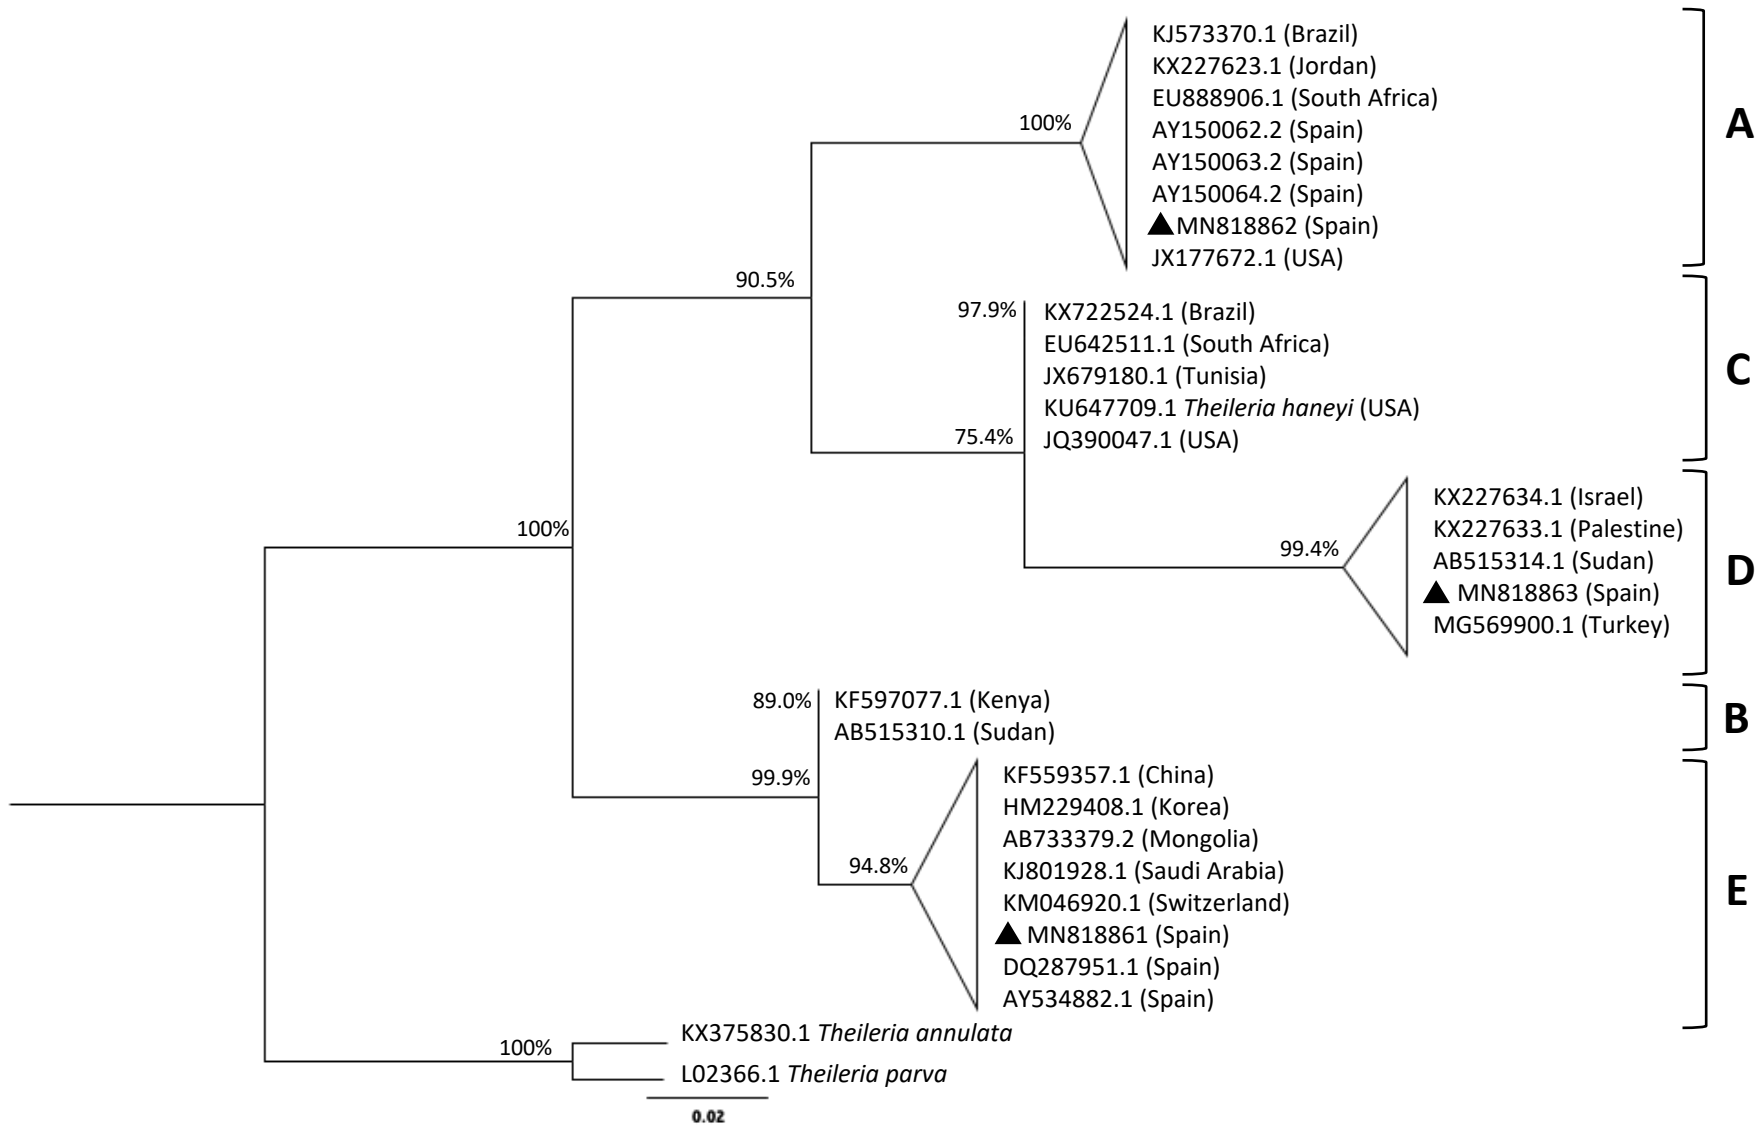 KJ573370.1 (Brazil)
KX227623.1 (Jordan)
EU888906.1 (South Africa)
100%
AY150062.2 (Spain)
A
AY150063.2 (Spain)
AY150064.2 (Spain)
MN818862 (Spain)
JX177672.1 (USA)
90.5%
97.9%
KX722524.1 (Brazil)
EU642511.1 (South Africa)
JX679180.1 (Tunisia)
C
KU647709.1 Theileria haneyi (USA)
75.4%
JQ390047.1 (USA)
KX227634.1 (Israel)
100%
KX227633.1 (Palestine)
99.4%
AB515314.1 (Sudan)
D
MN818863 (Spain)
MG569900.1 (Turkey)
89.0%
KF597077.1 (Kenya)
B
AB515310.1 (Sudan)
99.9%
KF559357.1 (China)
HM229408.1 (Korea)
AB733379.2 (Mongolia)
94.8%
KJ801928.1 (Saudi Arabia)
E
KM046920.1 (Switzerland)
MN818861 (Spain)
DQ287951.1 (Spain)
AY534882.1 (Spain)
KX375830.1 Theileria annulata
100%
L02366.1 Theileria parva
0.02